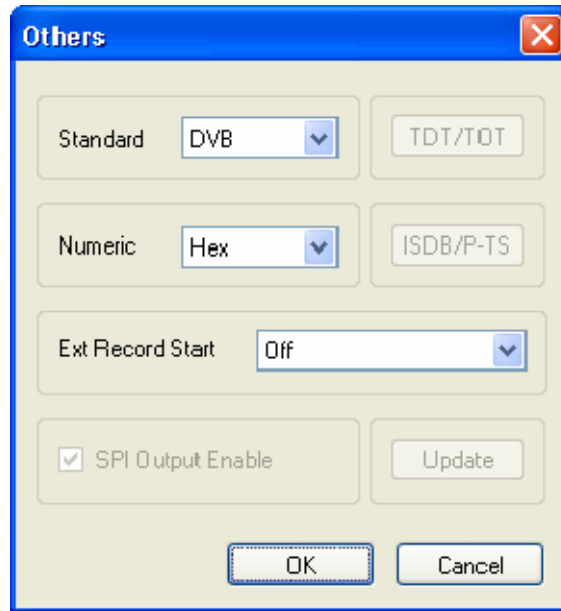 Others
Standard DVB TDT/TOT
Numeric Hex ISDB/P-TS
Ext Record Start Off
SPI Output Enable Update
OK Cancel